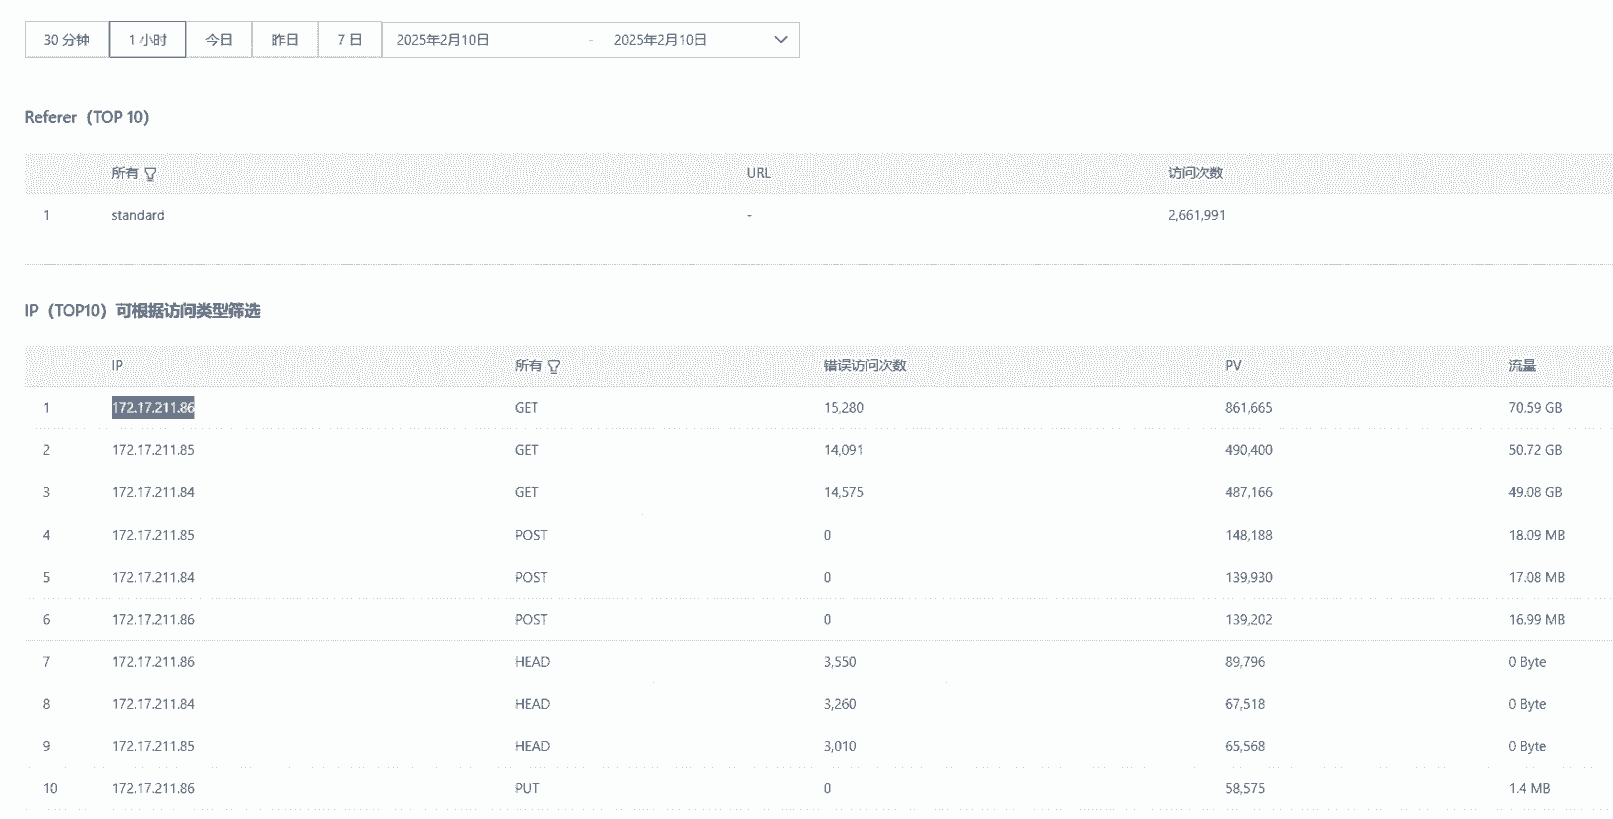 30 分钟 1 小时 今日 昨日 7 日 2025年2月10日 - 2025年2月10日
Referer（TOP 10）
所有 URL 访问次数
1 standard - 2,661,991
IP（TOP10）可根据访问类型筛选
IP 所有 错误访问次数 PV 流量
1 172.17.211.86 GET 15,280 861,665 70.59 GB
2 172.17.211.85 GET 14,091 490,400 50.72 GB
3 172.17.211.84 GET 14,575 487,166 49.08 GB
4 172.17.211.85 POST 0 148,188 18.09 MB
5 172.17.211.84 POST 0 139,930 17.08 MB
6 172.17.211.86 POST 0 139,202 16.99 MB
7 172.17.211.86 HEAD 3,550 89,796 0 Byte
8 172.17.211.84 HEAD 3,260 67,518 0 Byte
9 172.17.211.85 HEAD 3,010 65,568 0 Byte
10 172.17.211.86 PUT 0 58,575 1.4 MB